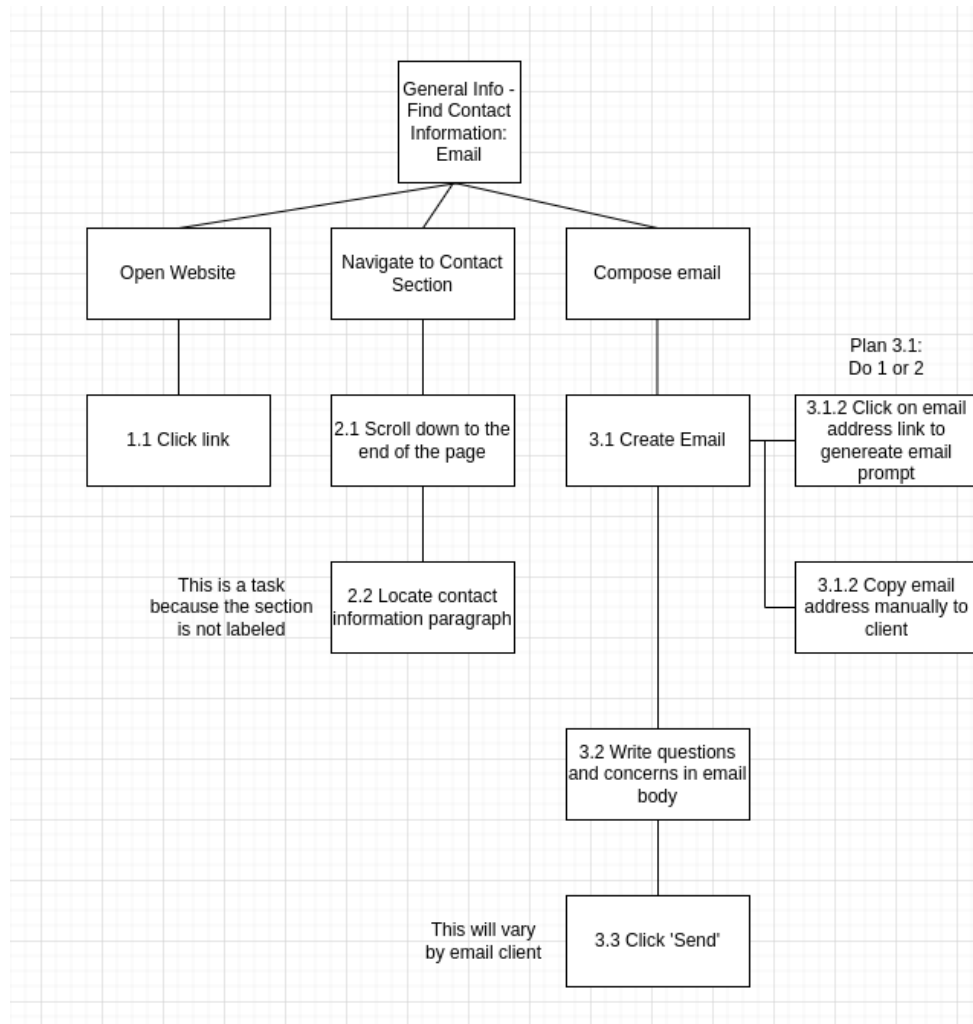 General Info -
Find Contact
Information:
Email
Open Website
Navigate to Contact
Section
Compose email
Plan 3.1:
Do 1 or 2
1.1 Click link
2.1 Scroll down to the
end of the page
3.1 Create Email
3.1.2 Click on email
address link to
genereate email
prompt
This is a task
because the section
is not labeled
2.2 Locate contact
information paragraph
3.1.2 Copy email
address manually to
client
3.2 Write questions
and concerns in email
body
This will vary
by email client
3.3 Click 'Send'